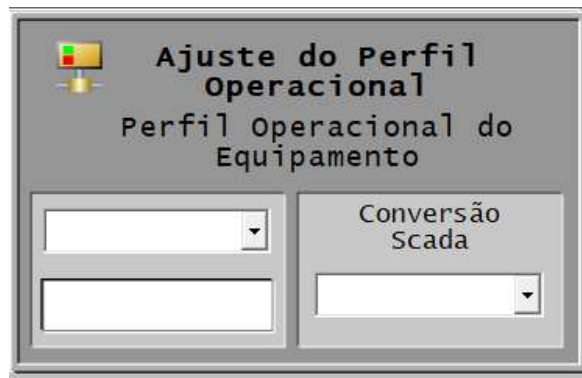 Ajuste do Perfil
Operacional
Perfil Operacional do
Equipamento
Conversão
Scada